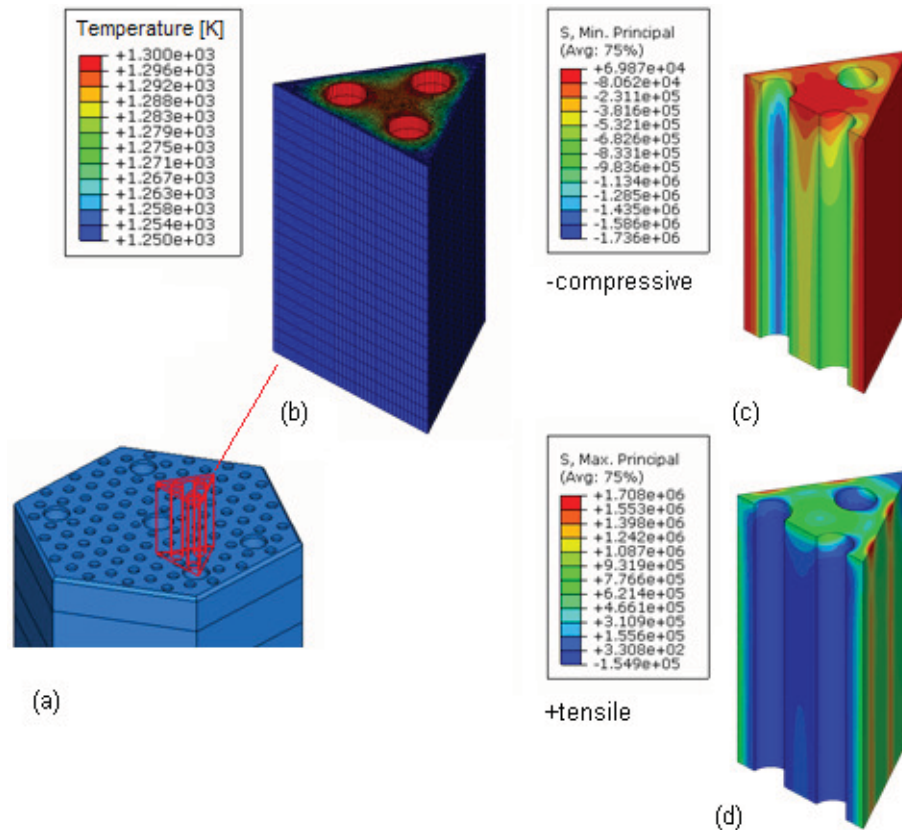 Temperature [K]
+1.300e+03
+1.296e+03
+1.292e+03
+1.288e+03
+1.283e+03
+1.279e+03
+1.275e+03
+1.271e+03
+1.267e+03
+1.263e+03
+1.258e+03
+1.254e+03
+1.250e+03
(b)
S, Min. Principal
(Avg: 75%)
+6.987e+04
-8.062e+04
-2.311e+05
-3.816e+05
-5.321e+05
-6.826e+05
-8.331e+05
-9.836e+05
-1.134e+06
-1.285e+06
-1.435e+06
-1.586e+06
-1.736e+06
-compressive
(c)
(a)
S, Max. Principal
(Avg: 75%)
+1.708e+06
+1.553e+06
+1.398e+06
+1.242e+06
+1.087e+06
+9.319e+05
+7.766e+05
+6.214e+05
+4.661e+05
+3.109e+05
+1.556e+05
+3.308e+02
-1.549e+05
+tensile
(d)